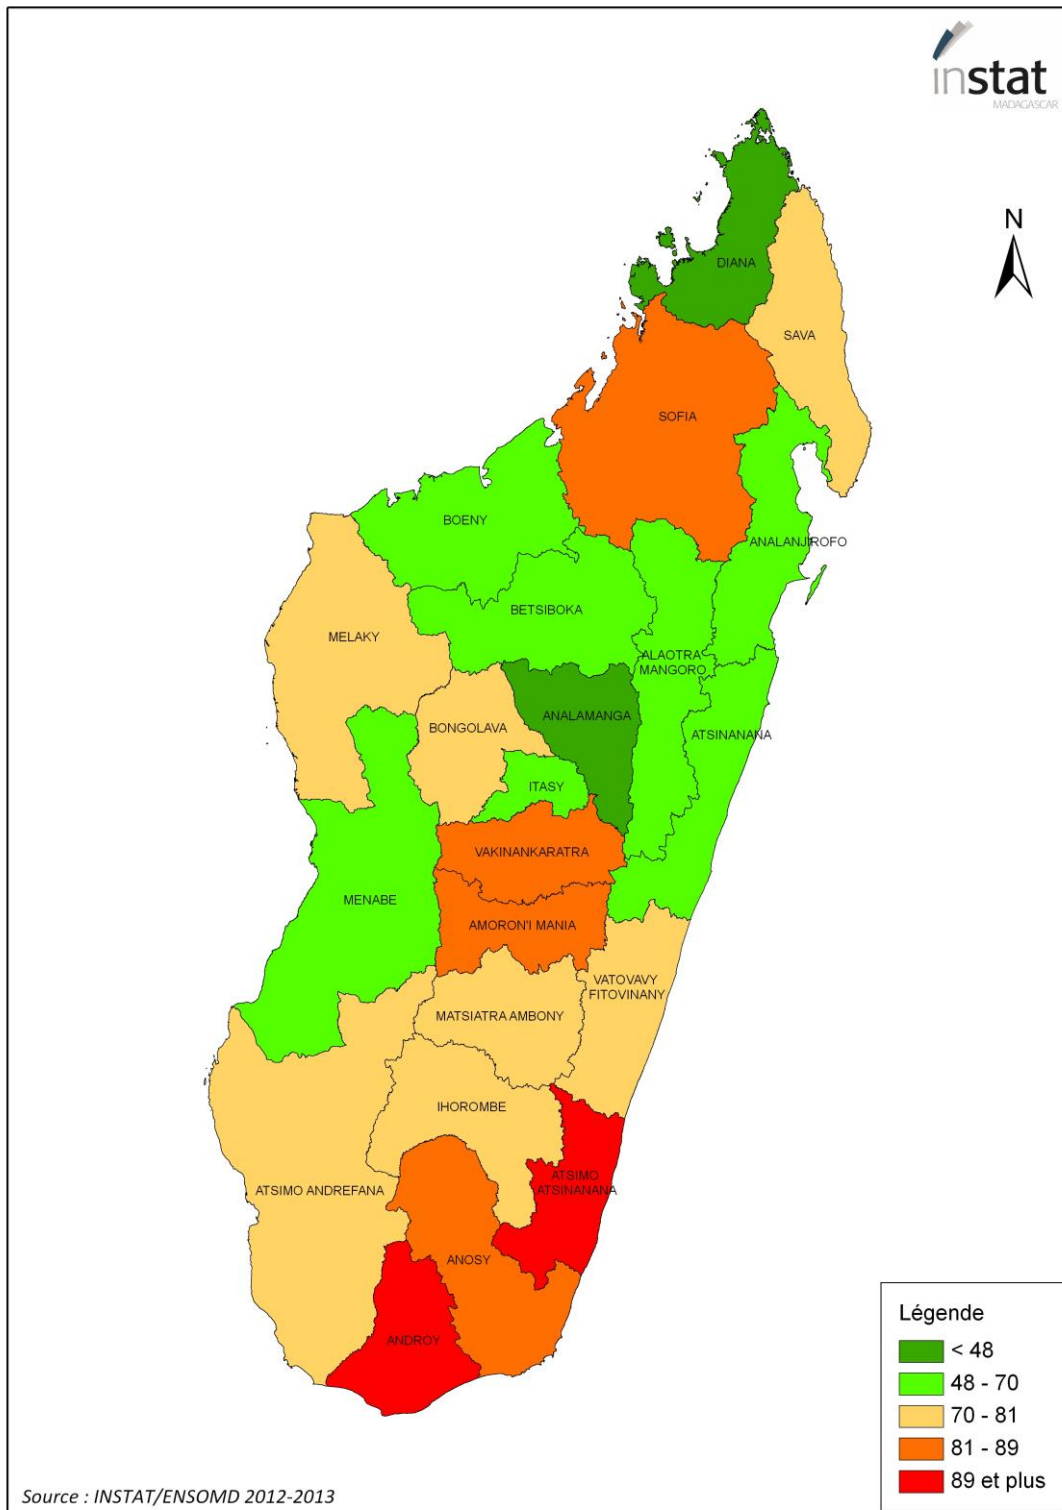 instat
MADAGASCAR
N
DIANA
SAVA
SOFIA
BOENY
ANALANJIROFO
BETSIBOKA
MELAKY
ALAOTRA
MANGORO
ANALAMANGA
BONGOLAVA
ATSINANANA
ITASY
VAKINANKARATRA
MENABE
AMORON'I MANIA
VATOVAVY
FITOVINANY
MATSIATRA AMBONY
IHOROMBE
ATSIMO
ATSINANANA
ATSIMO ANDREFANA
ANOSY
ANDROY
Légende
< 48
48 - 70
70 - 81
81 - 89
89 et plus
Source : INSTAT/ENSOMD 2012-2013